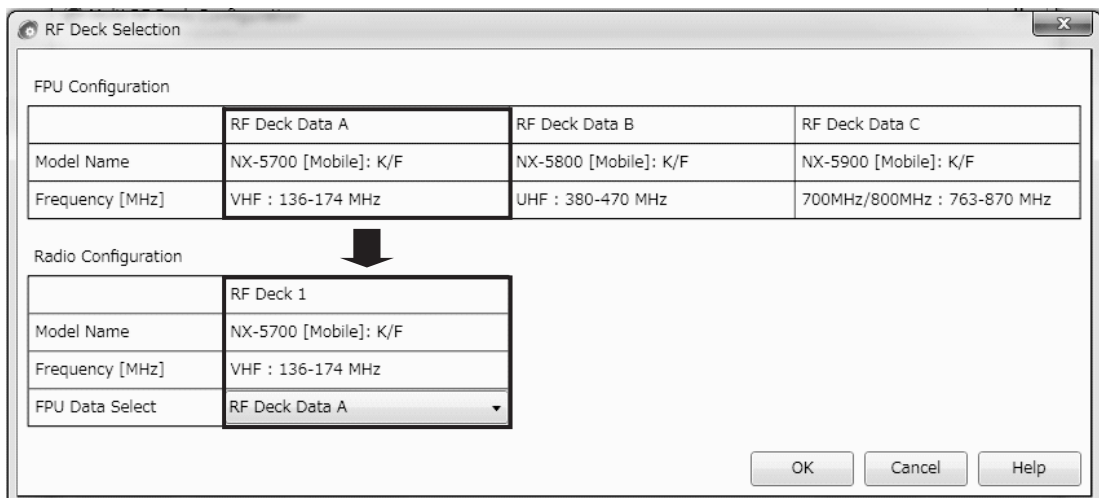 RF Deck Selection
FPU Configuration
RF Deck Data A RF Deck Data B RF Deck Data C
Model Name NX-5700 [Mobile]: K/F NX-5800 [Mobile]: K/F NX-5900 [Mobile]: K/F
Frequency [MHz] VHF : 136-174 MHz UHF : 380-470 MHz 700MHz/800MHz : 763-870 MHz
Radio Configuration
RF Deck 1
Model Name NX-5700 [Mobile]: K/F
Frequency [MHz] VHF : 136-174 MHz
FPU Data Select RF Deck Data A
OK Cancel Help